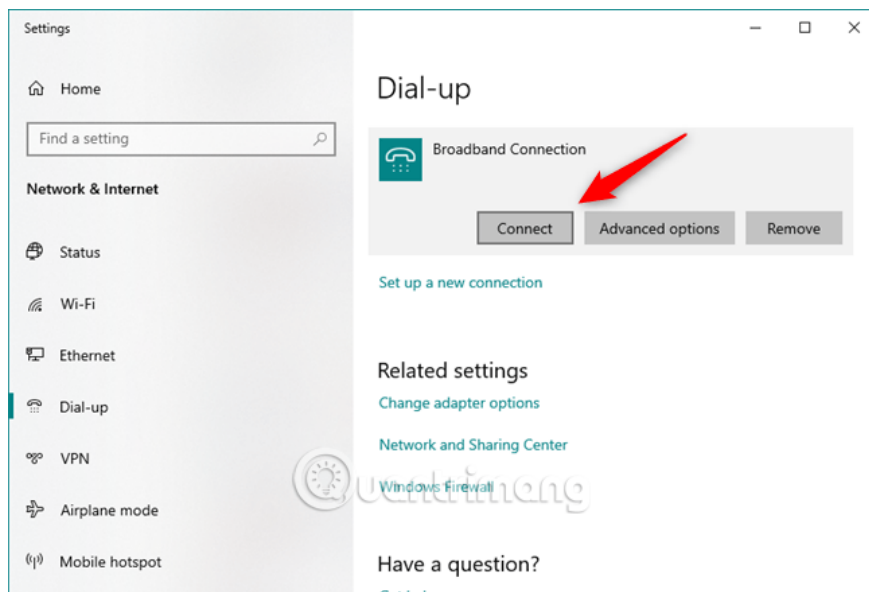 Settings
Home
Find a setting
Network & Internet
Status
Wi-Fi
Ethernet
Dial-up
VPN
Airplane mode
Mobile hotspot
Dial-up
Broadband Connection
Connect Advanced options Remove
Set up a new connection
Related settings
Change adapter options
Network and Sharing Center
Windows Firewall
Quantrimang
Have a question?